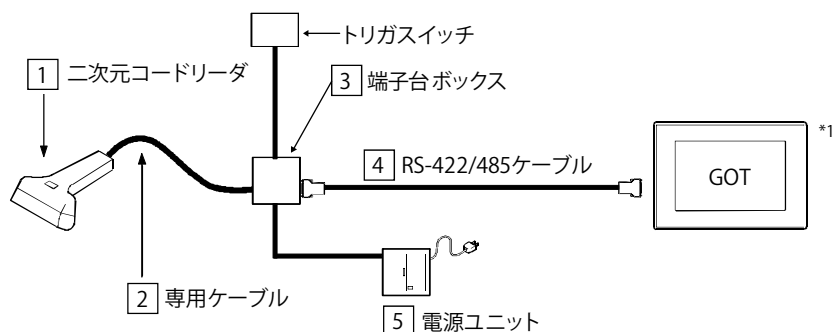 トリガスイッチ
1 二次元コードリーダ
3 端子台ボックス
*1
4 RS-422/485ケーブル
GOT
2 専用ケーブル
5 電源ユニット